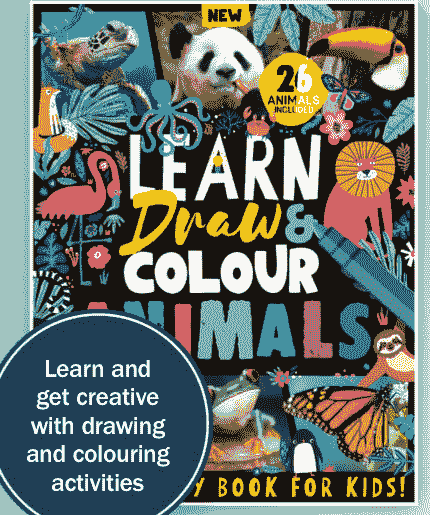 NEW
26
ANIMALS
INCLUDED
LEARN
Draw &
COLOUR
ANIMALS
Learn and
get creative
with drawing
and colouring
activities
Y BOOK FOR KIDS!